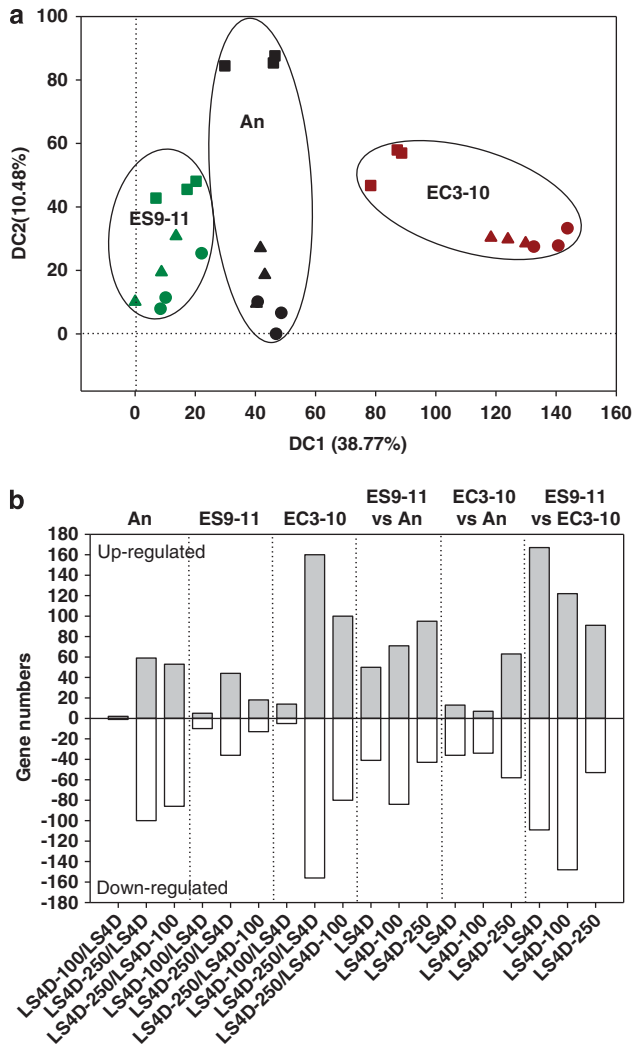 a
100
80
60
40
20
0
DC2(10.48%)
An
ES9-11
EC3-10
0 20 40 60 80 100 120 140 160
DC1 (38.77%)
b
An ES9-11 EC3-10 ES9-11 vs An EC3-10 vs An ES9-11 vs EC3-10
Up-regulated
180
160
140
120
100
80
60
40
20
0
-20
-40
-60
-80
-100
-120
-140
-160
-180
Gene numbers
Down-regulated
LS4D-100/LS4D
LS4D-250/LS4D
LS4D-250/LS4D-100
LS4D-100/LS4D
LS4D-250/LS4D
LS4D-250/LS4D-100
LS4D-100/LS4D
LS4D-250/LS4D
LS4D-250/LS4D-100
LS4D
LS4D-100
LS4D-250
LS4D
LS4D-100
LS4D-250
LS4D
LS4D-100
LS4D-250